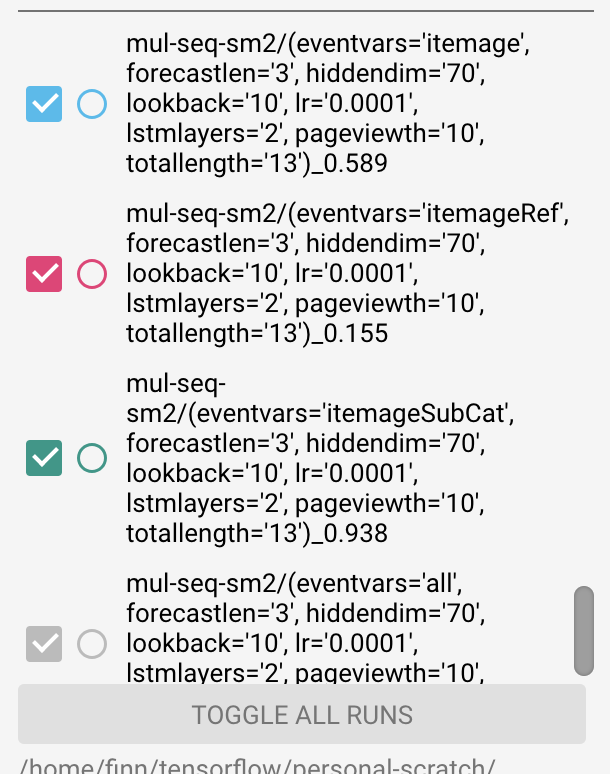 mul-seq-sm2/(eventvars='itemage',
forecastlen='3', hiddendim='70',
lookback='10', lr='0.0001',
lstmlayers='2', pageviewth='10',
totallength='13')_0.589
mul-seq-sm2/(eventvars='itemageRef',
forecastlen='3', hiddendim='70',
lookback='10', lr='0.0001',
lstmlayers='2', pageviewth='10',
totallength='13')_0.155
mul-seq-
sm2/(eventvars='itemageSubCat',
forecastlen='3', hiddendim='70',
lookback='10', lr='0.0001',
lstmlayers='2', pageviewth='10',
totallength='13')_0.938
mul-seq-sm2/(eventvars='all',
forecastlen='3', hiddendim='70',
lookback='10', lr='0.0001',
lstmlayers='2', pageviewth='10',
TOGGLE ALL RUNS
/home/finn/tensorflow/personal-scratch/